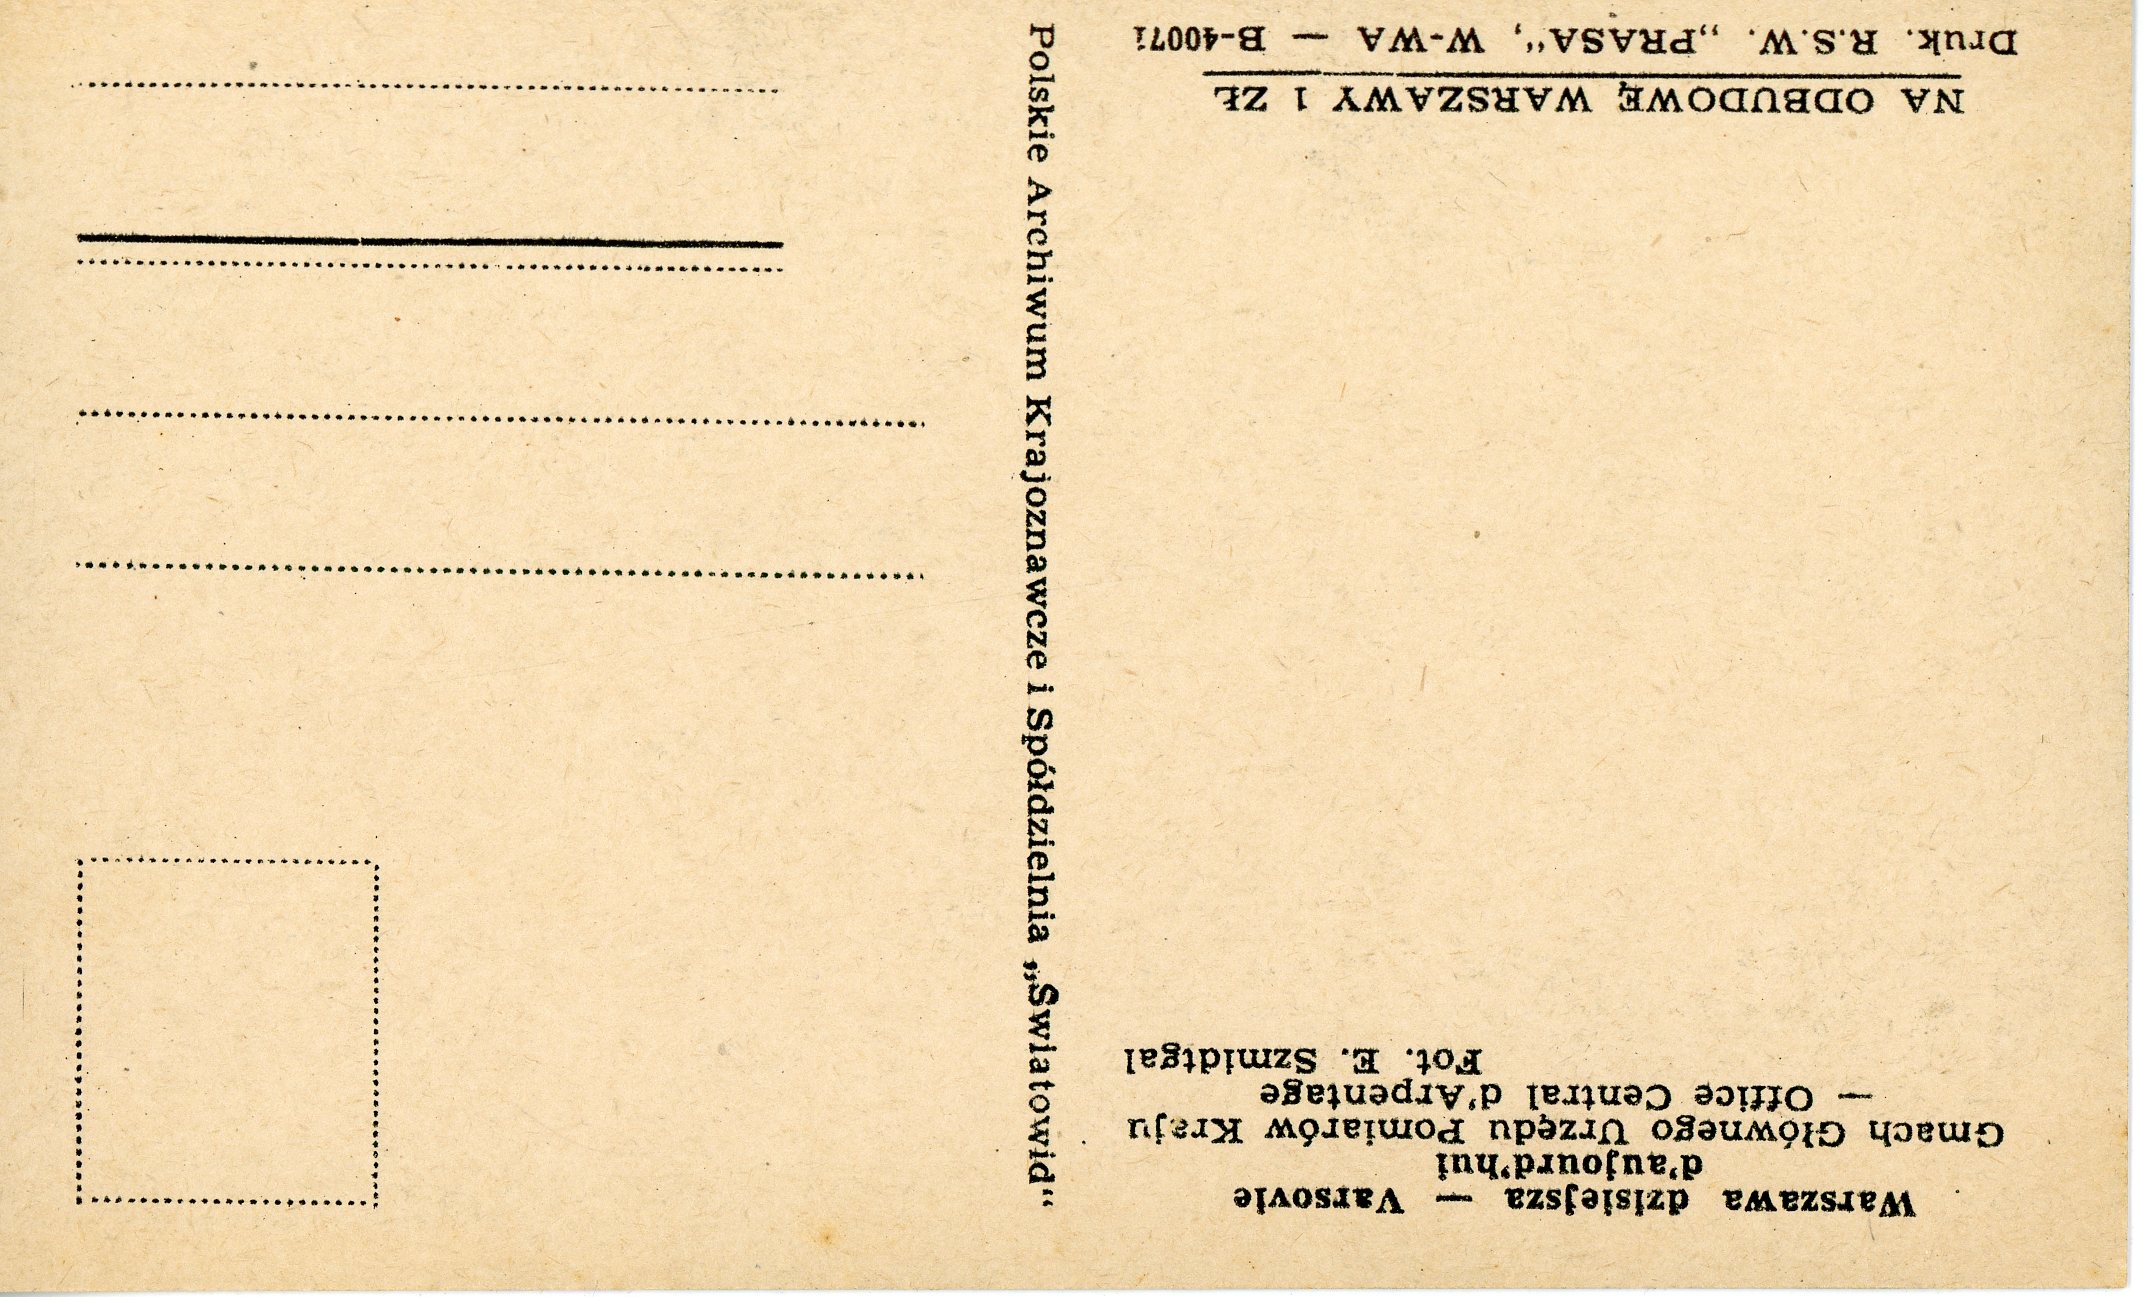 Warszawa dzisiejsza — Varsovie
d'aujourd'hui
Gmach Głównego Urzędu Pomiarów Kraju
— Office Central d'Arpentage
Fot. E. Szmidtgal
NA ODBUDOWĘ WARSZAWY 1 ZŁ
Druk. R.S.W. „PRASA“, W-WA — B-40071
Polskie Archiwum Krajoznawcze i Spółdzielnia „Swiatowid“